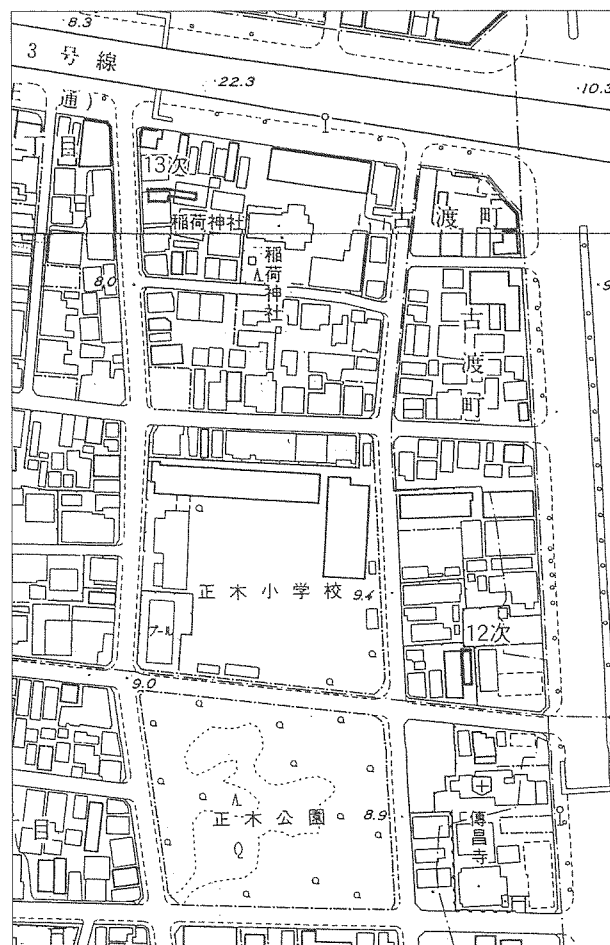 8.3
3号線
22.3
10.3
通)
13次
稲荷神社
渡町
稲荷神社
8.0
9
古渡町
正木小学校
9.4
プール
12次
9.0
正木公園
8.9
傳昌寺